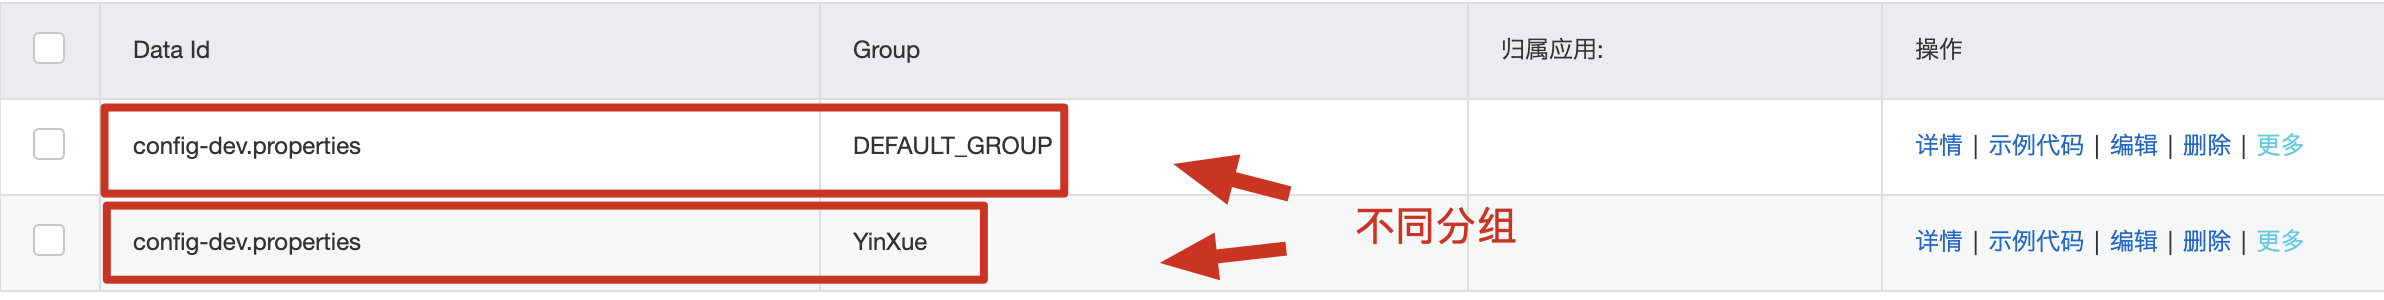 Data Id Group 归属应用: 操作
config-dev.properties DEFAULT_GROUP 详情 | 示例代码 | 编辑 | 删除 | 更多
不同分组
config-dev.properties YinXue 详情 | 示例代码 | 编辑 | 删除 | 更多